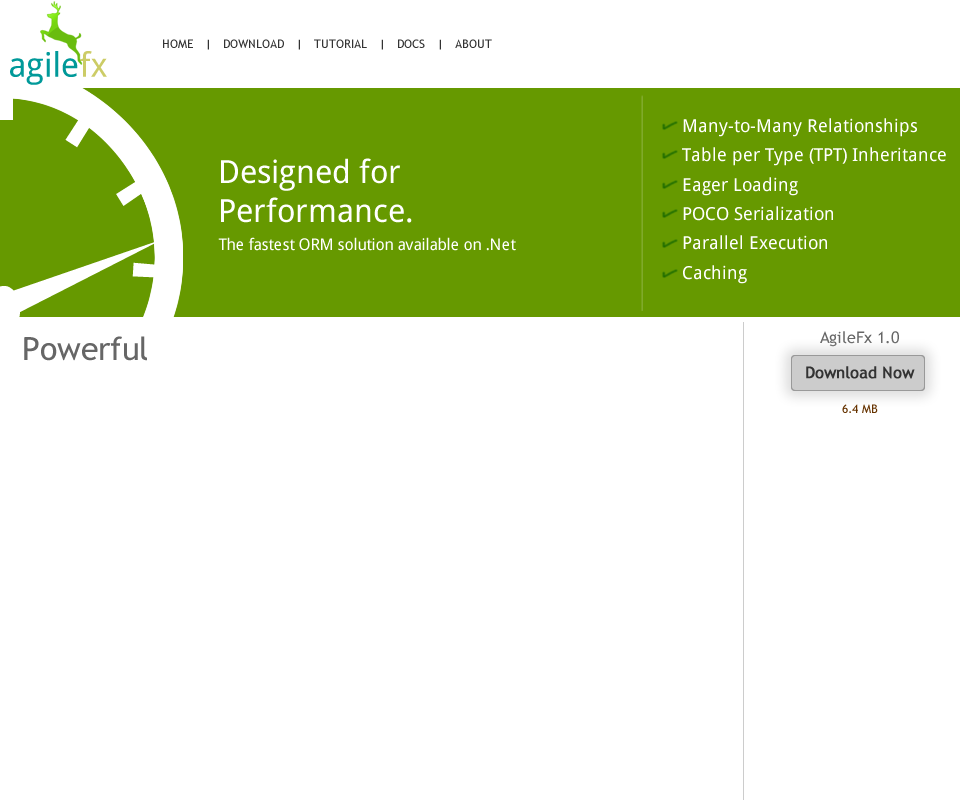 agilefx
HOME | DOWNLOAD | TUTORIAL | DOCS | ABOUT
Designed for
Performance.
The fastest ORM solution available on .Net
Many-to-Many Relationships
Table per Type (TPT) Inheritance
Eager Loading
POCO Serialization
Parallel Execution
Caching
Powerful
AgileFx 1.0
Download Now
6.4 MB